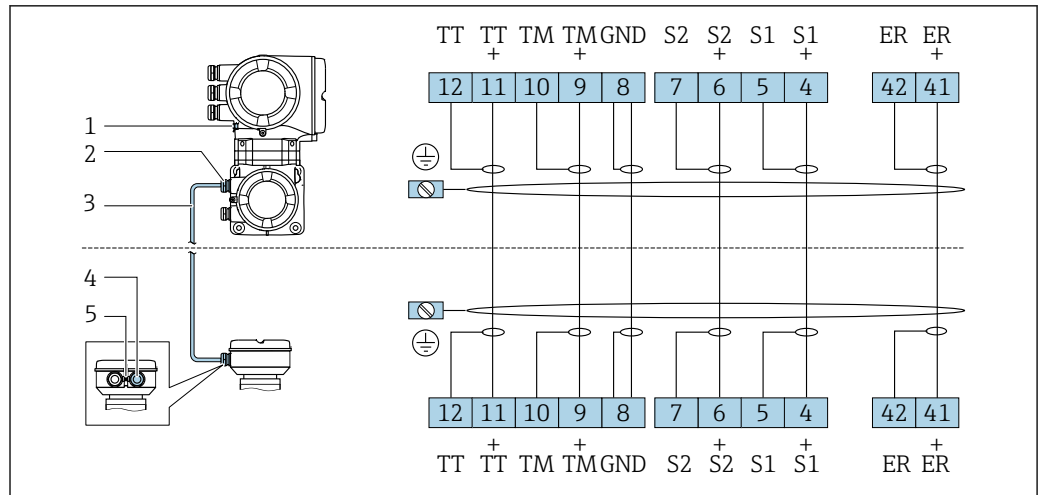 TT TT TM TM GND S2 S2 S1 S1 ER ER
+ + + + +
12 11 10 9 8 7 6 5 4 42 41
1
2
3
4
5
12 11 10 9 8 7 6 5 4 42 41
+ + + + +
TT TT TM TM GND S2 S2 S1 S1 ER ER